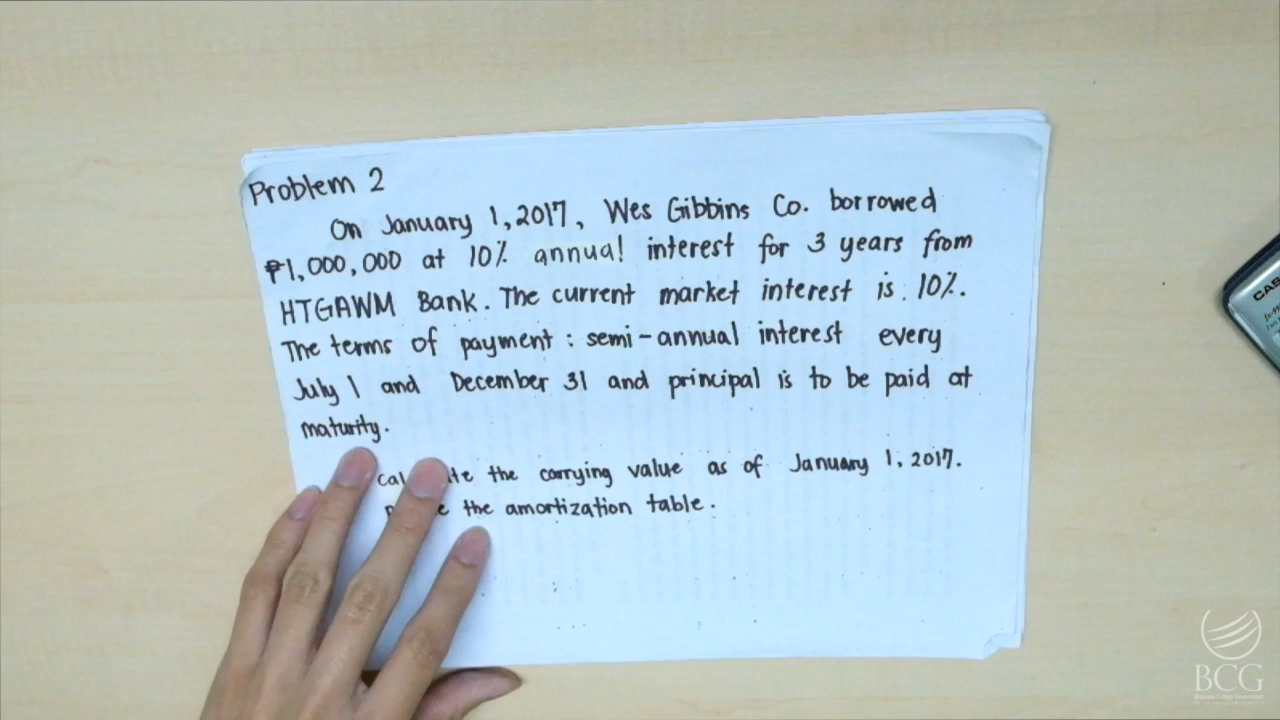 Problem 2
On January 1, 2017, Wes Gibbins Co. borrowed
₱1,000,000 at 10% annual interest for 3 years from
HTGAWM Bank. The current market interest is 10%.
The terms of payment: semi-annual interest every
July 1 and December 31 and principal is to be paid at
maturity.
the carrying value as of January 1, 2017.
the amortization table.
CAS
BCG